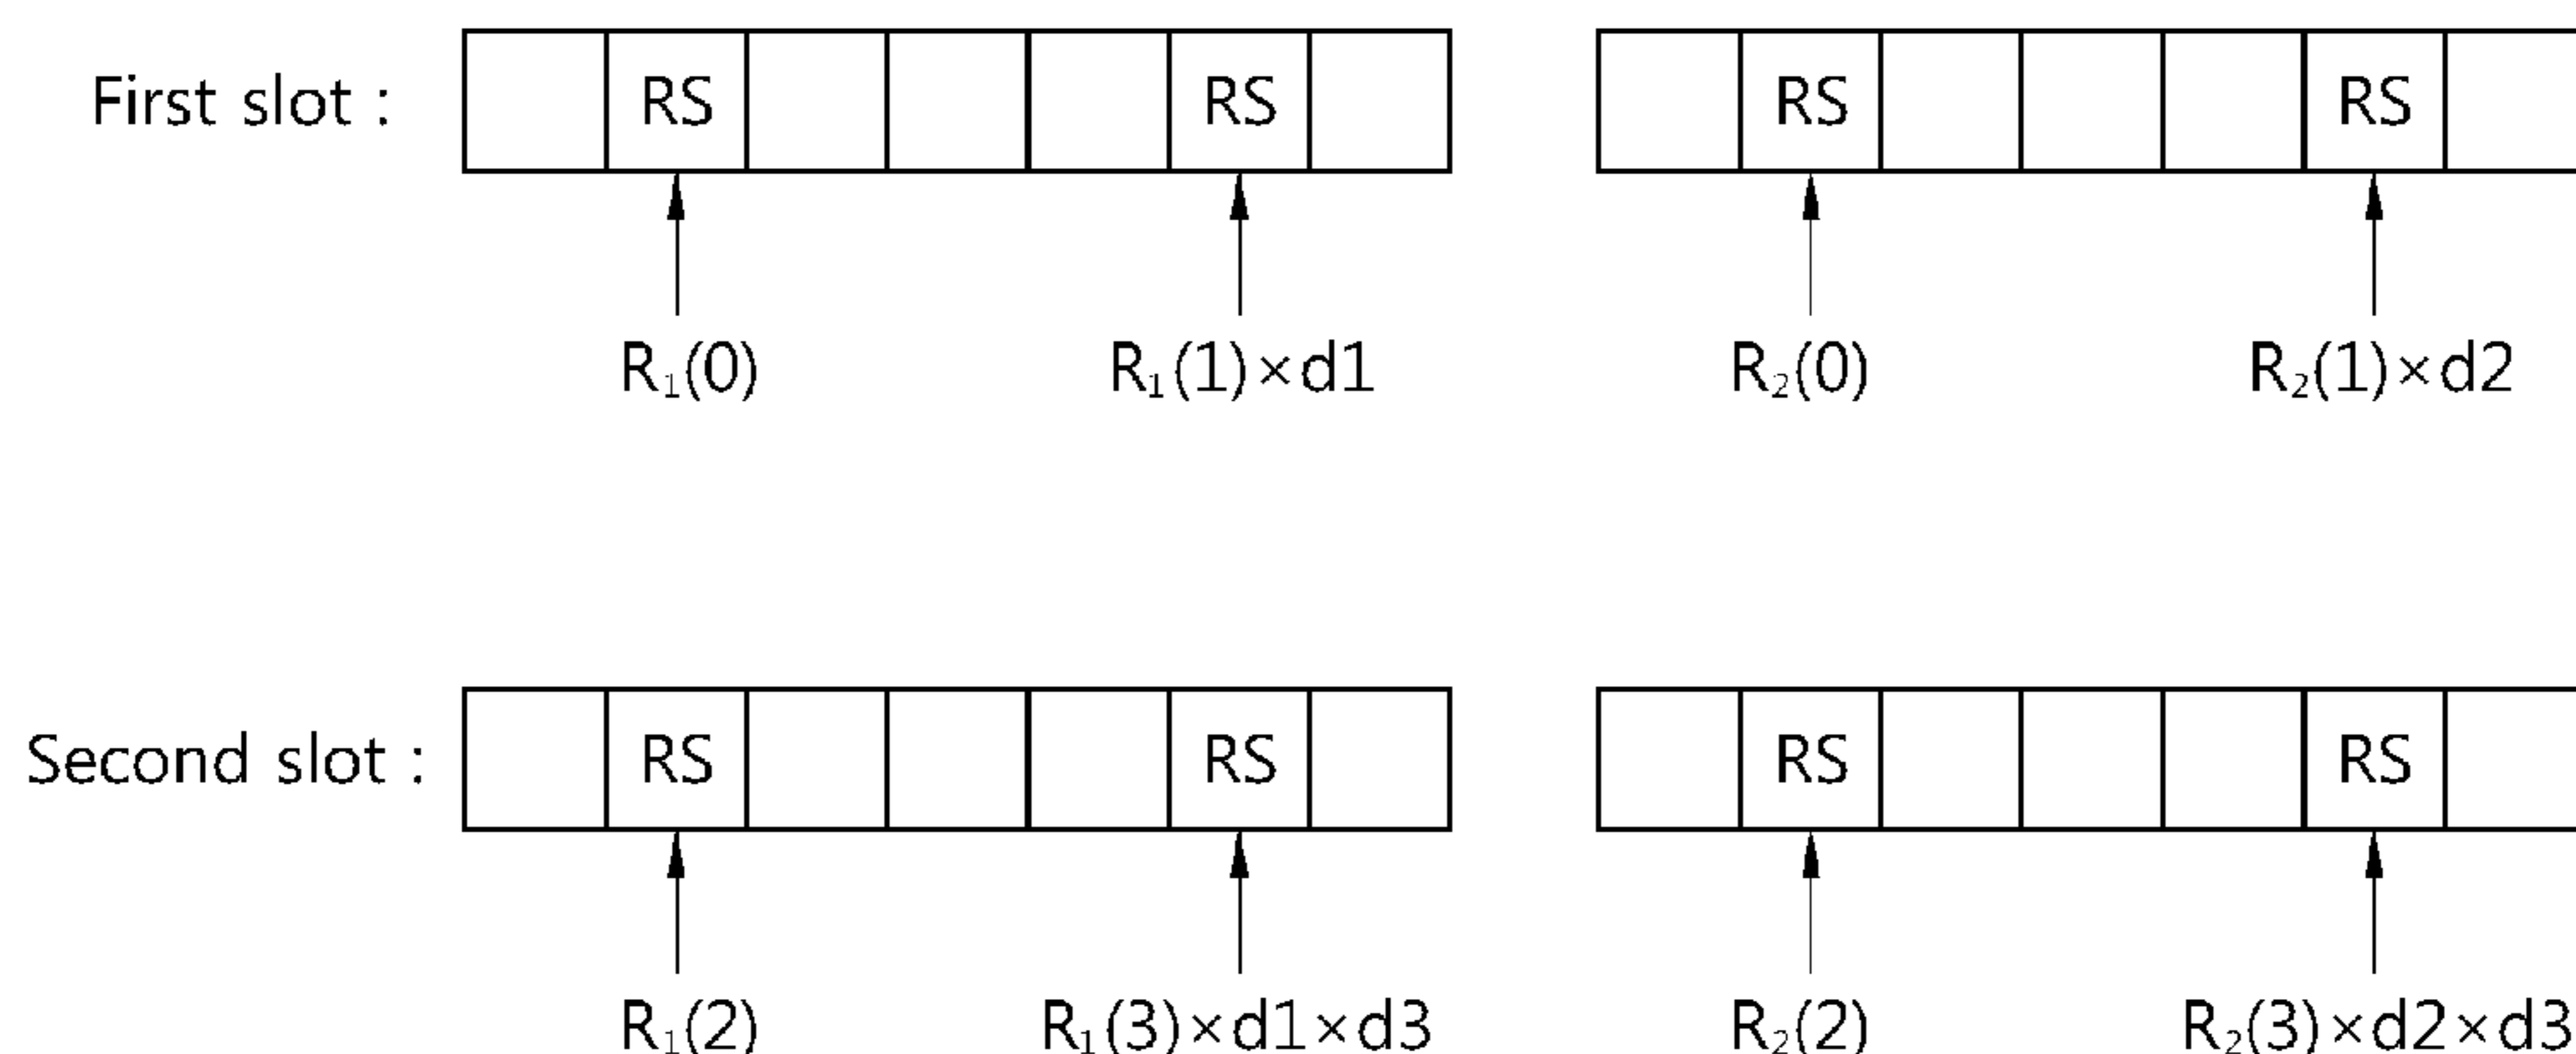 First slot : RS RS RS RS
R₁(0) R₁(1)×d1 R₂(0) R₂(1)×d2
Second slot : RS RS RS RS
R₁(2) R₁(3)×d1×d3 R₂(2) R₂(3)×d2×d3